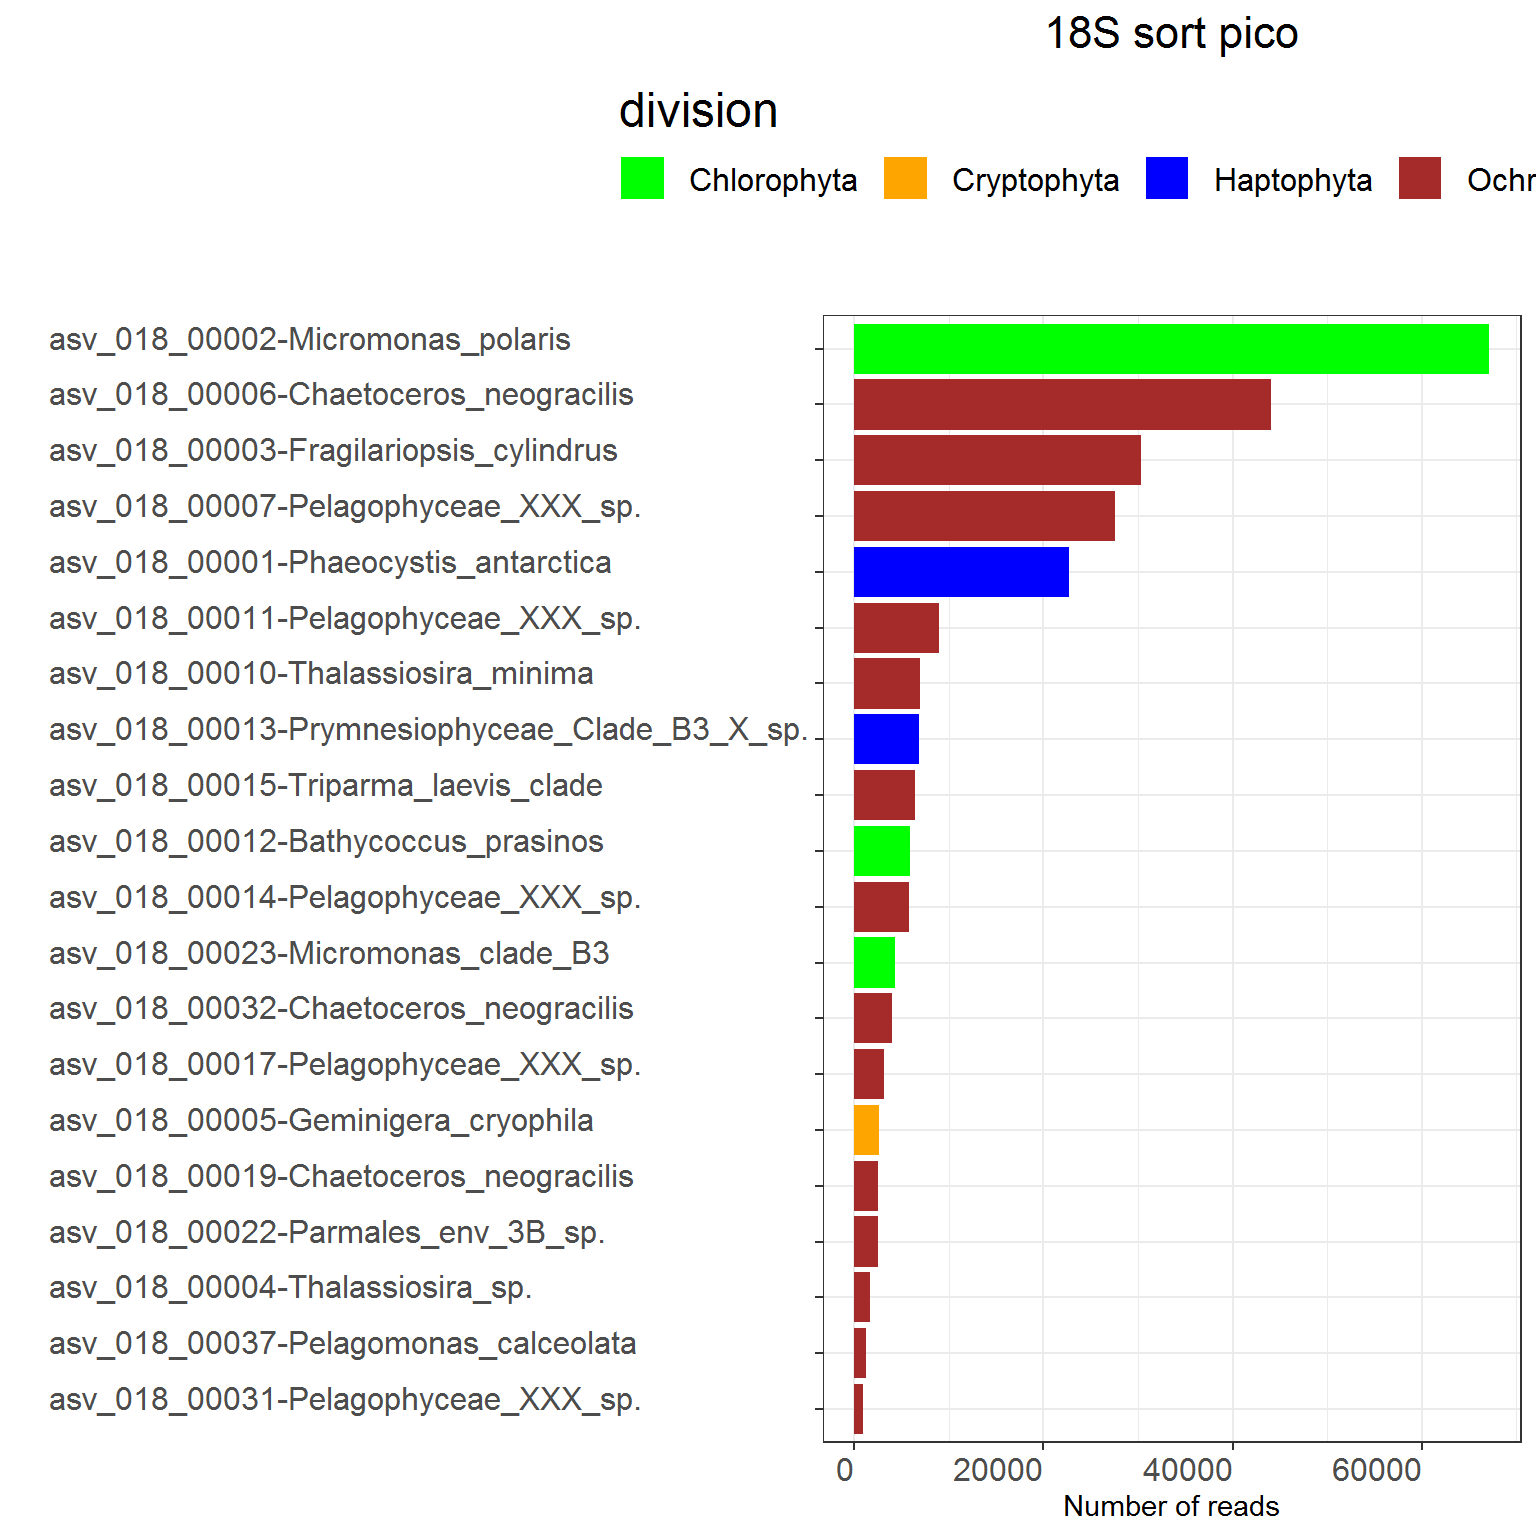 18S sort pico
division
Chlorophyta Cryptophyta Haptophyta Ochr
asv_018_00002-Micromonas_polaris
asv_018_00006-Chaetoceros_neogracilis
asv_018_00003-Fragilariopsis_cylindrus
asv_018_00007-Pelagophyceae_XXX_sp.
asv_018_00001-Phaeocystis_antarctica
asv_018_00011-Pelagophyceae_XXX_sp.
asv_018_00010-Thalassiosira_minima
asv_018_00013-Prymnesiophyceae_Clade_B3_X_sp.
asv_018_00015-Triparma_laevis_clade
asv_018_00012-Bathycoccus_prasinos
asv_018_00014-Pelagophyceae_XXX_sp.
asv_018_00023-Micromonas_clade_B3
asv_018_00032-Chaetoceros_neogracilis
asv_018_00017-Pelagophyceae_XXX_sp.
asv_018_00005-Geminigera_cryophila
asv_018_00019-Chaetoceros_neogracilis
asv_018_00022-Parmales_env_3B_sp.
asv_018_00004-Thalassiosira_sp.
asv_018_00037-Pelagomonas_calceolata
asv_018_00031-Pelagophyceae_XXX_sp.
0 20000 40000 60000
Number of reads